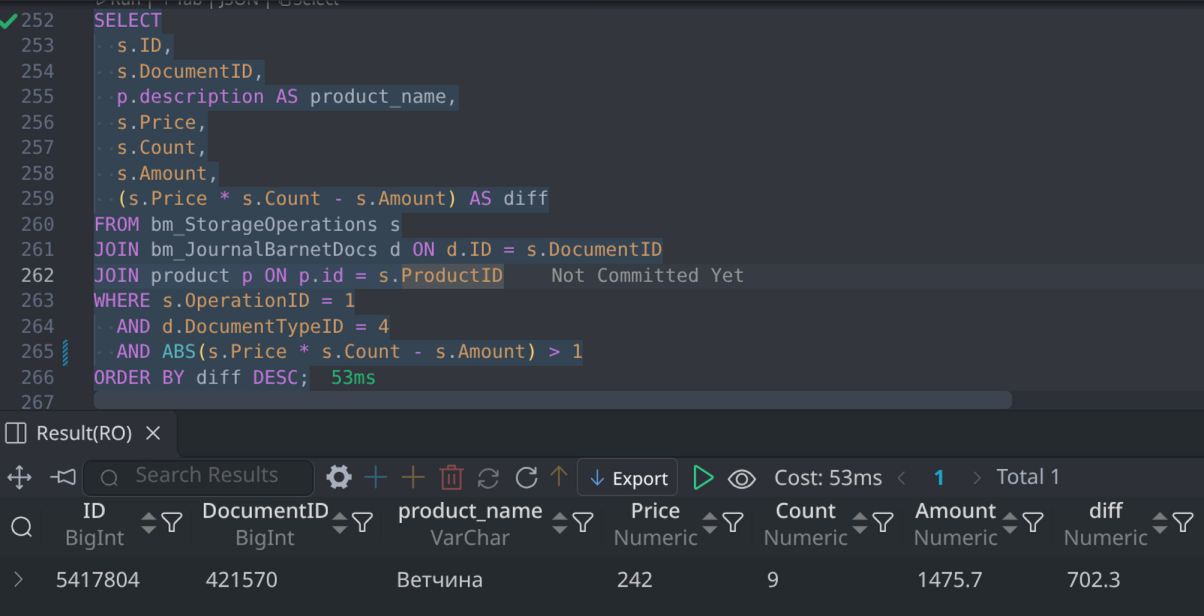 Run | +Tab | JSON | Select
252 SELECT
253 s.ID,
254 s.DocumentID,
255 p.description AS product_name,
256 s.Price,
257 s.Count,
258 s.Amount,
259 (s.Price * s.Count - s.Amount) AS diff
260 FROM bm_StorageOperations s
261 JOIN bm_JournalBarnetDocs d ON d.ID = s.DocumentID
262 JOIN product p ON p.id = s.ProductID Not Committed Yet
263 WHERE s.OperationID = 1
264 AND d.DocumentTypeID = 4
265 AND ABS(s.Price * s.Count - s.Amount) > 1
266 ORDER BY diff DESC; 53ms
267
Result(RO)
Search Results Export Cost: 53ms 1 Total 1
ID DocumentID product_name Price Count Amount diff
BigInt BigInt VarChar Numeric Numeric Numeric Numeric
5417804 421570 Ветчина 242 9 1475.7 702.3